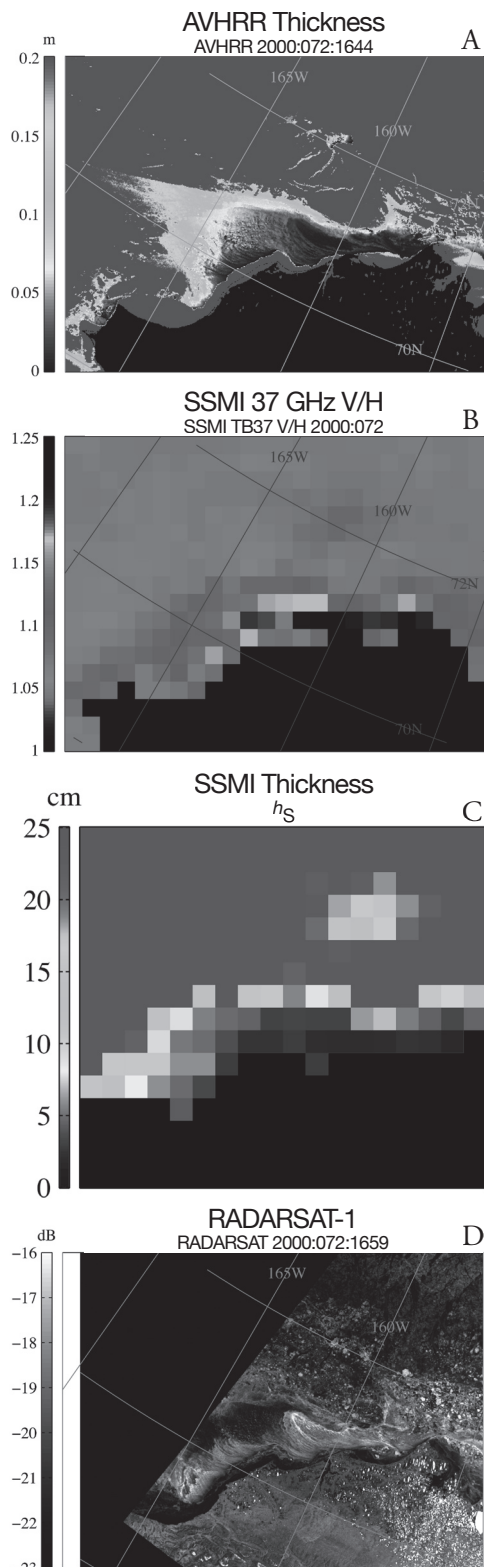 AVHRR Thickness
AVHRR 2000:072:1644
A
m
0.2
0.15
0.1
0.05
0
165W
160W
70N
SSMI 37 GHz V/H
SSMI TB37 V/H 2000:072
B
1.25
1.2
1.15
1.1
1.05
1
165W
160W
72N
70N
SSMI Thickness
hS
C
cm
25
20
15
10
5
0
RADARSAT-1
RADARSAT 2000:072:1659
D
dB
−16
−17
−18
−19
−20
−21
−22
−23
165W
160W